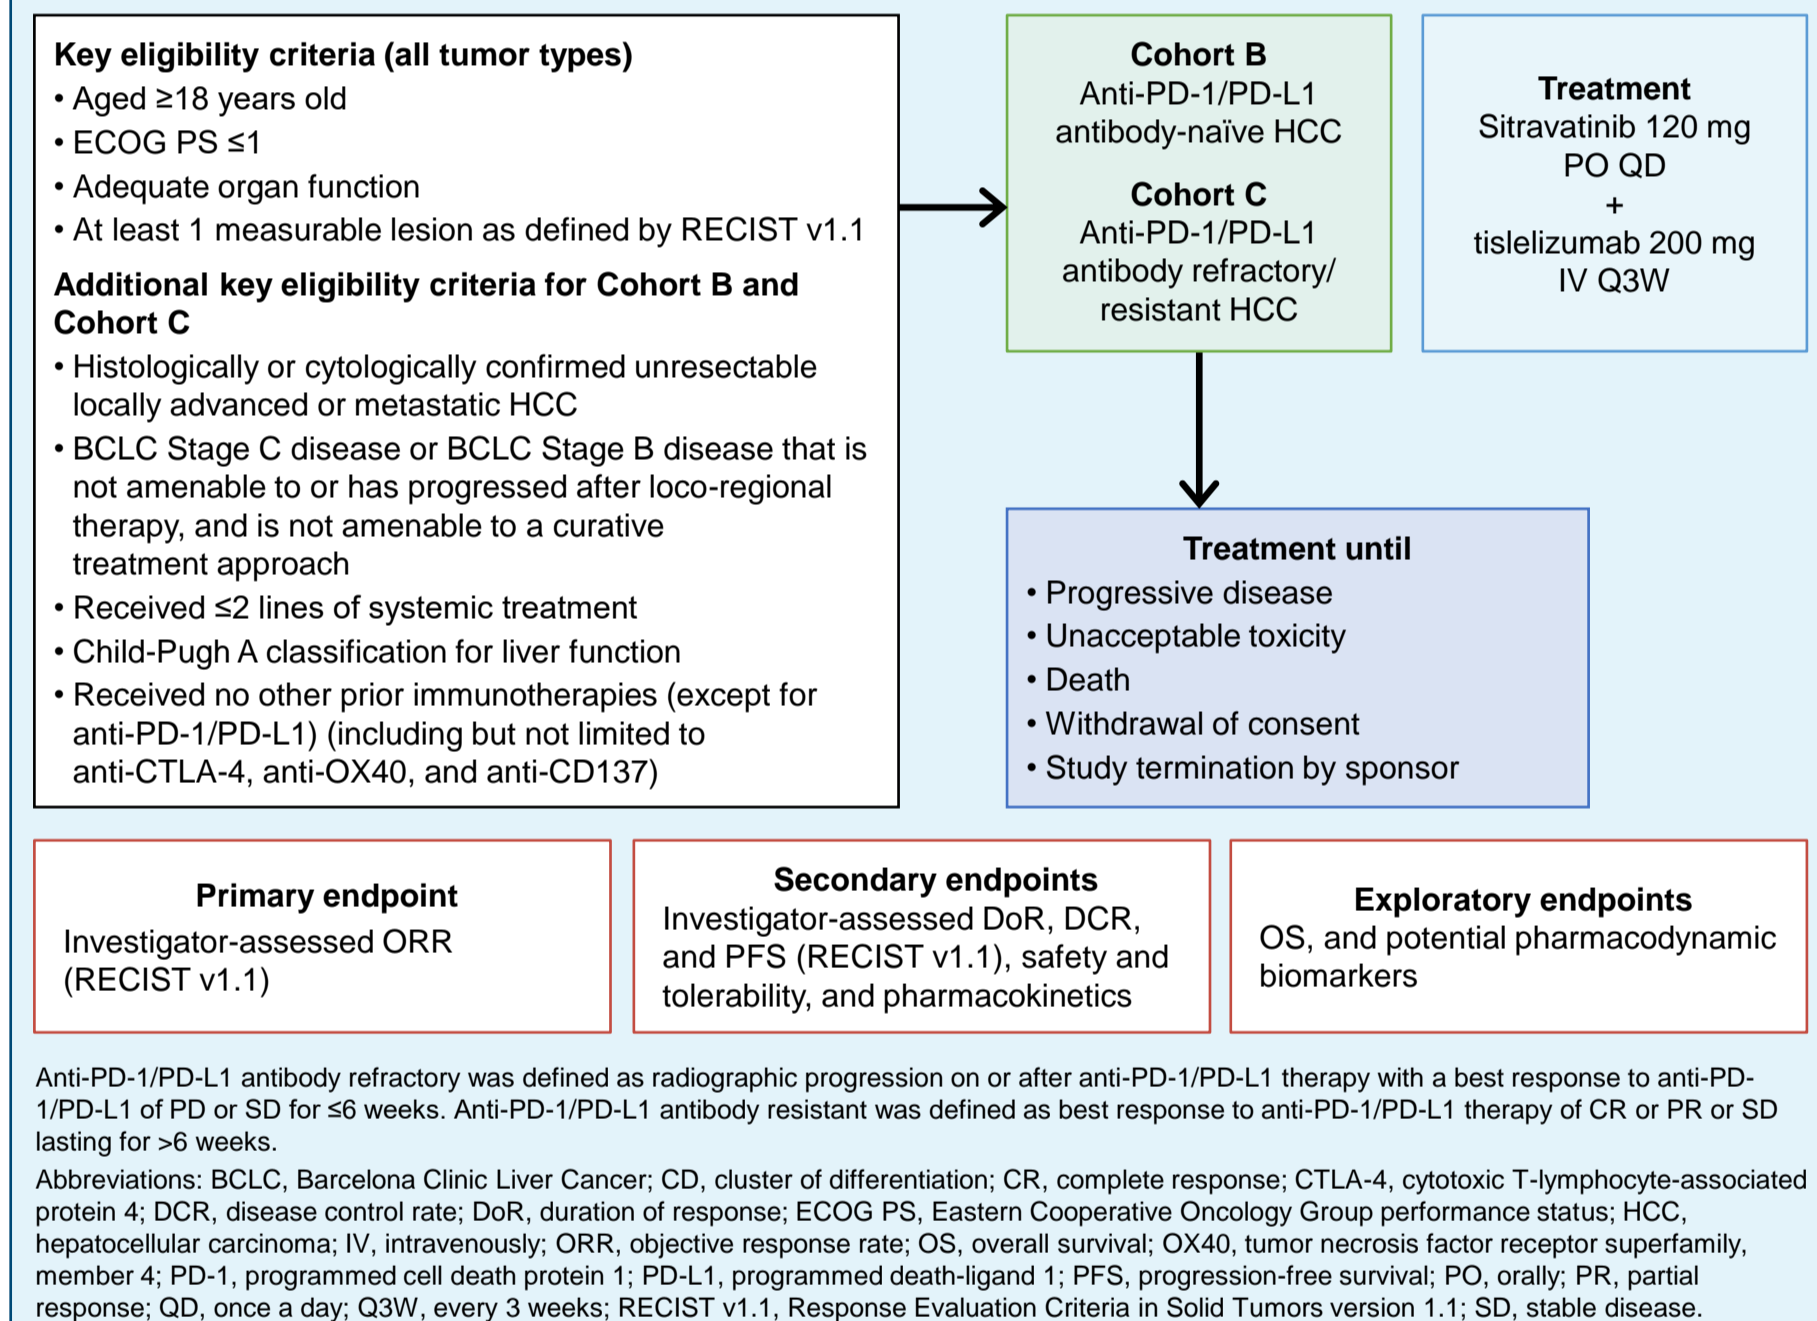 Key eligibility criteria (all tumor types)
• Aged ≥18 years old
• ECOG PS ≤1
• Adequate organ function
• At least 1 measurable lesion as defined by RECIST v1.1
Additional key eligibility criteria for Cohort B and
Cohort C
• Histologically or cytologically confirmed unresectable
locally advanced or metastatic HCC
• BCLC Stage C disease or BCLC Stage B disease that is
not amenable to or has progressed after loco-regional
therapy, and is not amenable to a curative
treatment approach
• Received ≤2 lines of systemic treatment
• Child-Pugh A classification for liver function
• Received no other prior immunotherapies (except for
anti-PD-1/PD-L1) (including but not limited to
anti-CTLA-4, anti-OX40, and anti-CD137)
Cohort B
Anti-PD-1/PD-L1
antibody-naïve HCC
Cohort C
Anti-PD-1/PD-L1
antibody refractory/
resistant HCC
Treatment
Sitravatinib 120 mg
PO QD
+
tislelizumab 200 mg
IV Q3W
Treatment until
• Progressive disease
• Unacceptable toxicity
• Death
• Withdrawal of consent
• Study termination by sponsor
Primary endpoint
Investigator-assessed ORR
(RECIST v1.1)
Secondary endpoints
Investigator-assessed DoR, DCR,
and PFS (RECIST v1.1), safety and
tolerability, and pharmacokinetics
Exploratory endpoints
OS, and potential pharmacodynamic
biomarkers
Anti-PD-1/PD-L1 antibody refractory was defined as radiographic progression on or after anti-PD-1/PD-L1 therapy with a best response to anti-PD-
1/PD-L1 of PD or SD for ≤6 weeks. Anti-PD-1/PD-L1 antibody resistant was defined as best response to anti-PD-1/PD-L1 therapy of CR or PR or SD
lasting for >6 weeks.
Abbreviations: BCLC, Barcelona Clinic Liver Cancer; CD, cluster of differentiation; CR, complete response; CTLA-4, cytotoxic T-lymphocyte-associated
protein 4; DCR, disease control rate; DoR, duration of response; ECOG PS, Eastern Cooperative Oncology Group performance status; HCC,
hepatocellular carcinoma; IV, intravenously; ORR, objective response rate; OS, overall survival; OX40, tumor necrosis factor receptor superfamily,
member 4; PD-1, programmed cell death protein 1; PD-L1, programmed death-ligand 1; PFS, progression-free survival; PO, orally; PR, partial
response; QD, once a day; Q3W, every 3 weeks; RECIST v1.1, Response Evaluation Criteria in Solid Tumors version 1.1; SD, stable disease.